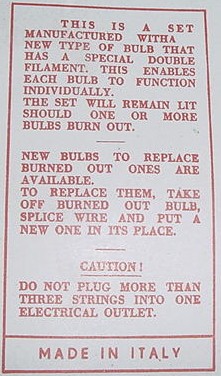 THIS IS A SET
MANUFACTURED WITHA
NEW TYPE OF BULB THAT
HAS A SPECIAL DOUBLE
FILAMENT. THIS ENABLES
EACH BULB TO FUNCTION
INDIVIDUALLY.
THE SET WILL REMAIN LIT
SHOULD ONE OR MORE
BULBS BURN OUT.
NEW BULBS TO REPLACE
BURNED OUT ONES ARE
AVAILABLE.
TO REPLACE THEM, TAKE
OFF BURNED OUT BULB,
SPLICE WIRE AND PUT A
NEW ONE IN ITS PLACE.
CAUTION!
DO NOT PLUG MORE THAN
THREE STRINGS INTO ONE
ELECTRICAL OUTLET.
MADE IN ITALY